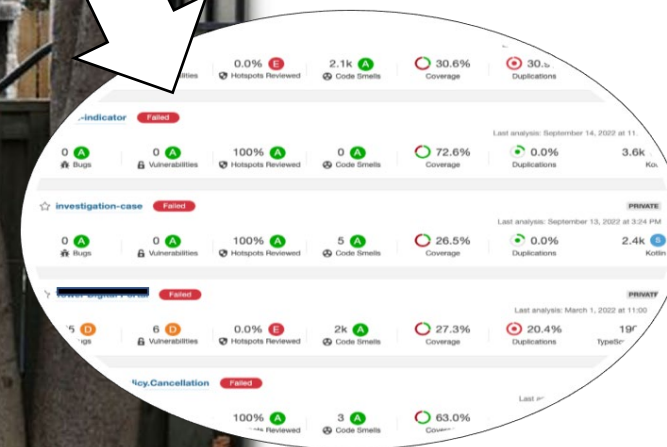 0.0% E 2.1k A 30.6%
Hotspots Reviewed Code Smells Coverage Duplications
-indicator Failed
Last analysis: September 14, 2022 at 11
0 A 0 A 100% A 0 A 72.6% 0.0% 3.6k
Bugs Vulnerabilities Hotspots Reviewed Code Smells Coverage Duplications
investigation-case Failed PRIVATE
Last analysis: September 13, 2022 at 3:24 PM
0 A 0 A 100% A 5 A 26.5% 0.0% 2.4k S
Bugs Vulnerabilities Hotspots Reviewed Code Smells Coverage Duplications Kotlin
Failed PRIVATE
Last analysis: March 1, 2022 at 11:00
D 6 D 0.0% E 2k A 27.3% 20.4%
Vulnerabilities Hotspots Reviewed Code Smells Coverage Duplications
icy.Cancellation Failed
100% A 3 A 63.0%
Code Smells